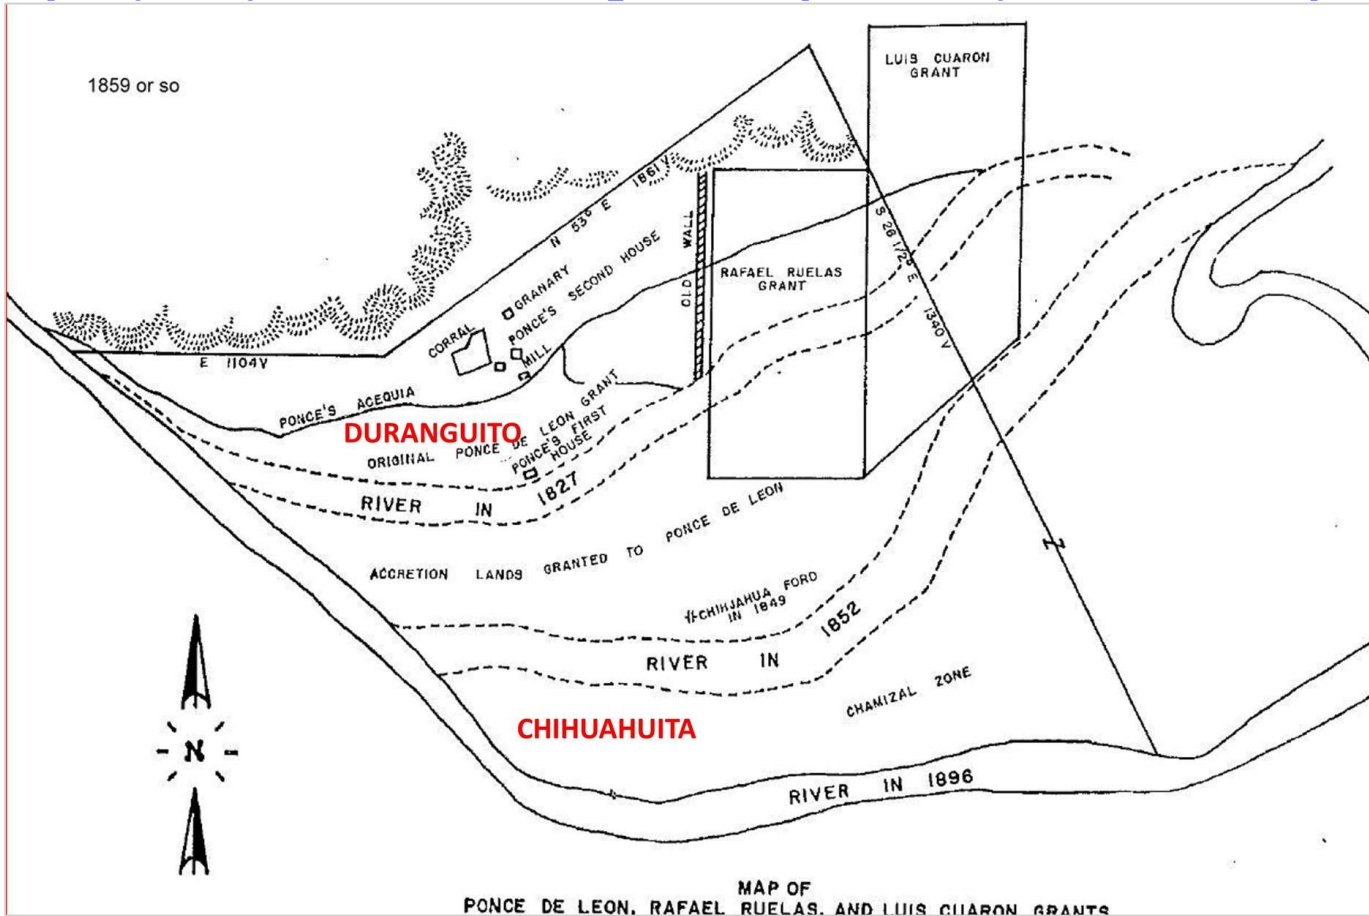 1859 or so
LUIS CUARON
GRANT
N 53° E 1861V
OLD WALL
S 26 1/2° E 1340 V
RAFAEL RUELAS
GRANT
GRANARY
PONCE'S SECOND HOUSE
CORRAL
MILL
E 1104V
PONCE'S ACEQUIA
DURANGUITO
ORIGINAL PONCE DE LEON GRANT
PONCE'S FIRST
HOUSE
RIVER IN 1827
ACCRETION LANDS GRANTED TO PONCE DE LEON
CHIHUAHUA FORD
IN 1849
RIVER IN 1852
CHAMIZAL ZONE
CHIHUAHUITA
N
RIVER IN 1896
MAP OF
PONCE DE LEON, RAFAEL RUELAS, AND LUIS CUARON GRANTS